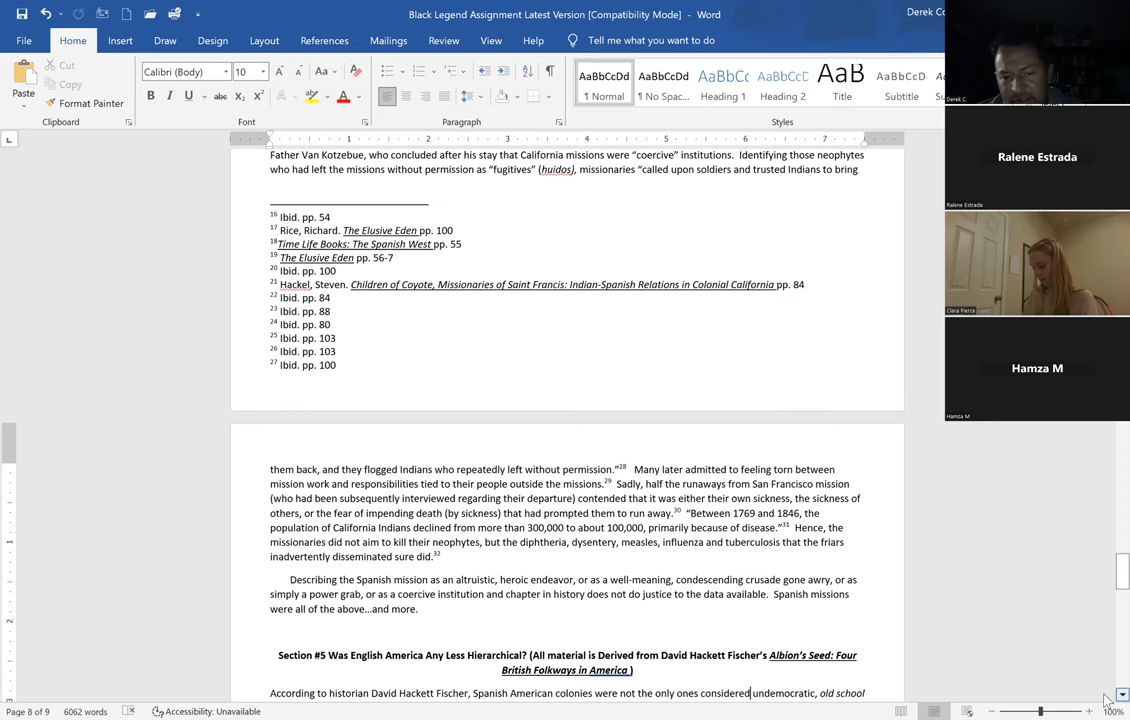 Black Legend Assignment Latest Version [Compatibility Mode] - Word
Derek Co
File Home Insert Draw Design Layout References Mailings Review View Help Tell me what you want to do
Cut
Copy
Format Painter
Paste
Calibri (Body) 10
AaBbCcDd AaBbCcDd AaBbCc AaBbCcD AaB AaBbCcD
¶ Normal ¶ No Spac... Heading 1 Heading 2 Title Subtitle
Clipboard Font Paragraph Styles
1 2 3 4 5 6 7
Father Van Kotzebue, who concluded after his stay that California missions were “coercive” institutions. Identifying those neophytes
who had left the missions without permission as “fugitives” (huidos), missionaries “called upon soldiers and trusted Indians to bring
16 Ibid. pp. 54
17 Rice, Richard. The Elusive Eden pp. 100
18Time Life Books: The Spanish West pp. 55
19 The Elusive Eden pp. 56-7
20 Ibid. pp. 100
21 Hackel, Steven. Children of Coyote, Missionaries of Saint Francis: Indian-Spanish Relations in Colonial California pp. 84
22 Ibid. pp. 84
23 Ibid. pp. 88
24 Ibid. pp. 80
25 Ibid. pp. 103
26 Ibid. pp. 103
27 Ibid. pp. 100
them back, and they flogged Indians who repeatedly left without permission.”28 Many later admitted to feeling torn between
mission work and responsibilities tied to their people outside the missions.29 Sadly, half the runaways from San Francisco mission
(who had been subsequently interviewed regarding their departure) contended that it was either their own sickness, the sickness of
others, or the fear of impending death (by sickness) that had prompted them to run away.30 “Between 1769 and 1846, the
population of California Indians declined from more than 300,000 to about 100,000, primarily because of disease.”31 Hence, the
missionaries did not aim to kill their neophytes, but the diphtheria, dysentery, measles, influenza and tuberculosis that the friars
inadvertently disseminated sure did.32
Describing the Spanish mission as an altruistic, heroic endeavor, or as a well-meaning, condescending crusade gone awry, or as
simply a power grab, or as a coercive institution and chapter in history does not do justice to the data available. Spanish missions
were all of the above…and more.
Section #5 Was English America Any Less Hierarchical? (All material is Derived from David Hackett Fischer’s Albion’s Seed: Four
British Folkways in America )
According to historian David Hackett Fischer, Spanish American colonies were not the only ones considered undemocratic, old school
Page 8 of 9 6062 words Accessibility: Unavailable 100%
Derek C
Ralene Estrada
Ralene Estrada
Clara Pierce
Hamza M
Hamza M